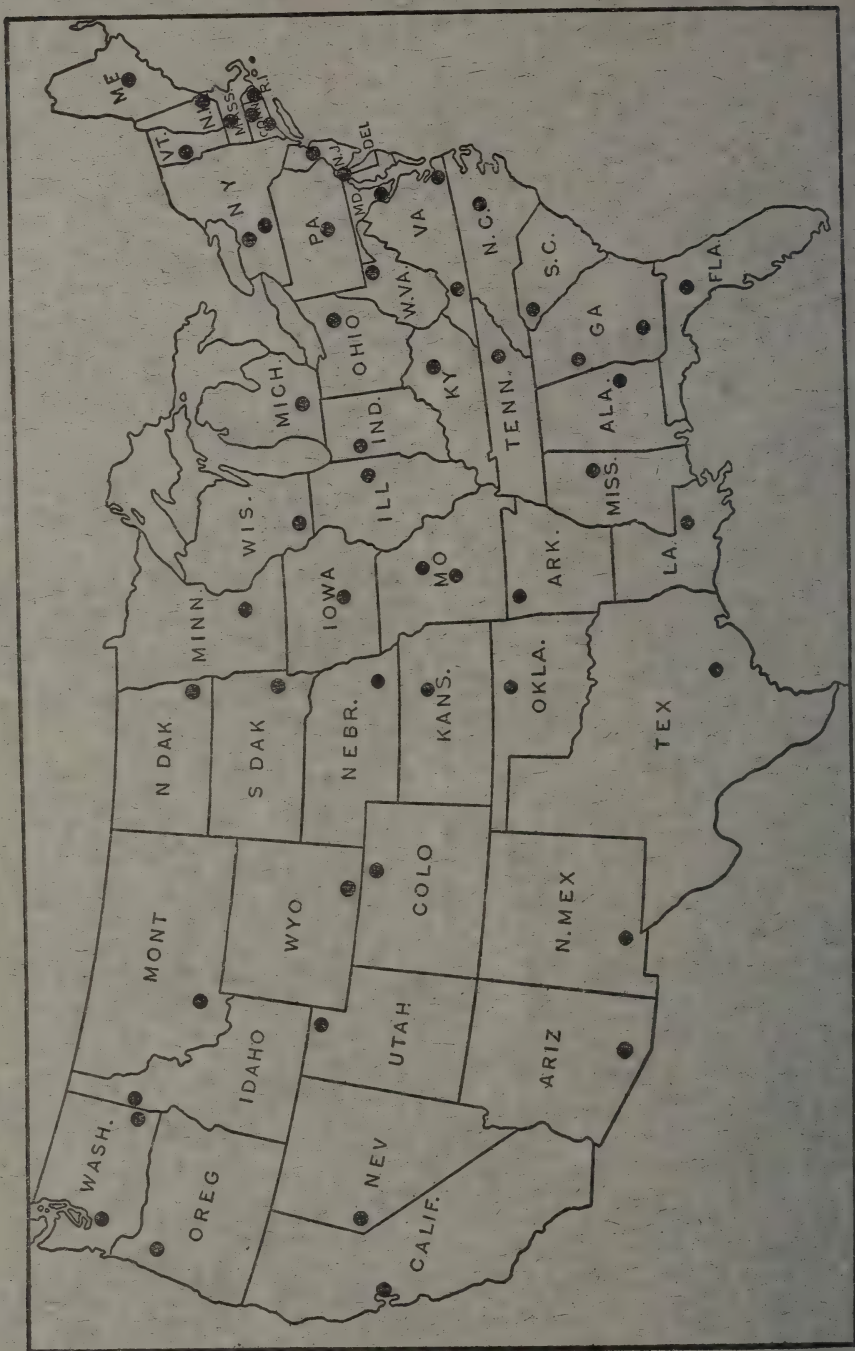 WASH.
OREG
CALIF.
NEV
IDAHO
MONT
WYO
UTAH
COLO
ARIZ
N.MEX
N DAK
S DAK
NEBR.
KANS.
OKLA.
TEX
MINN.
IOWA
MO
ARK.
LA.
WIS.
ILL
MICH.
IND.
OHIO
KY
TENN.
MISS.
ALA.
GA
FLA.
S.C.
N.C.
VA
W.VA.
MD.
DEL
PA
N.J.
N Y
VT.
N.H.
ME
MASS.
R.I.